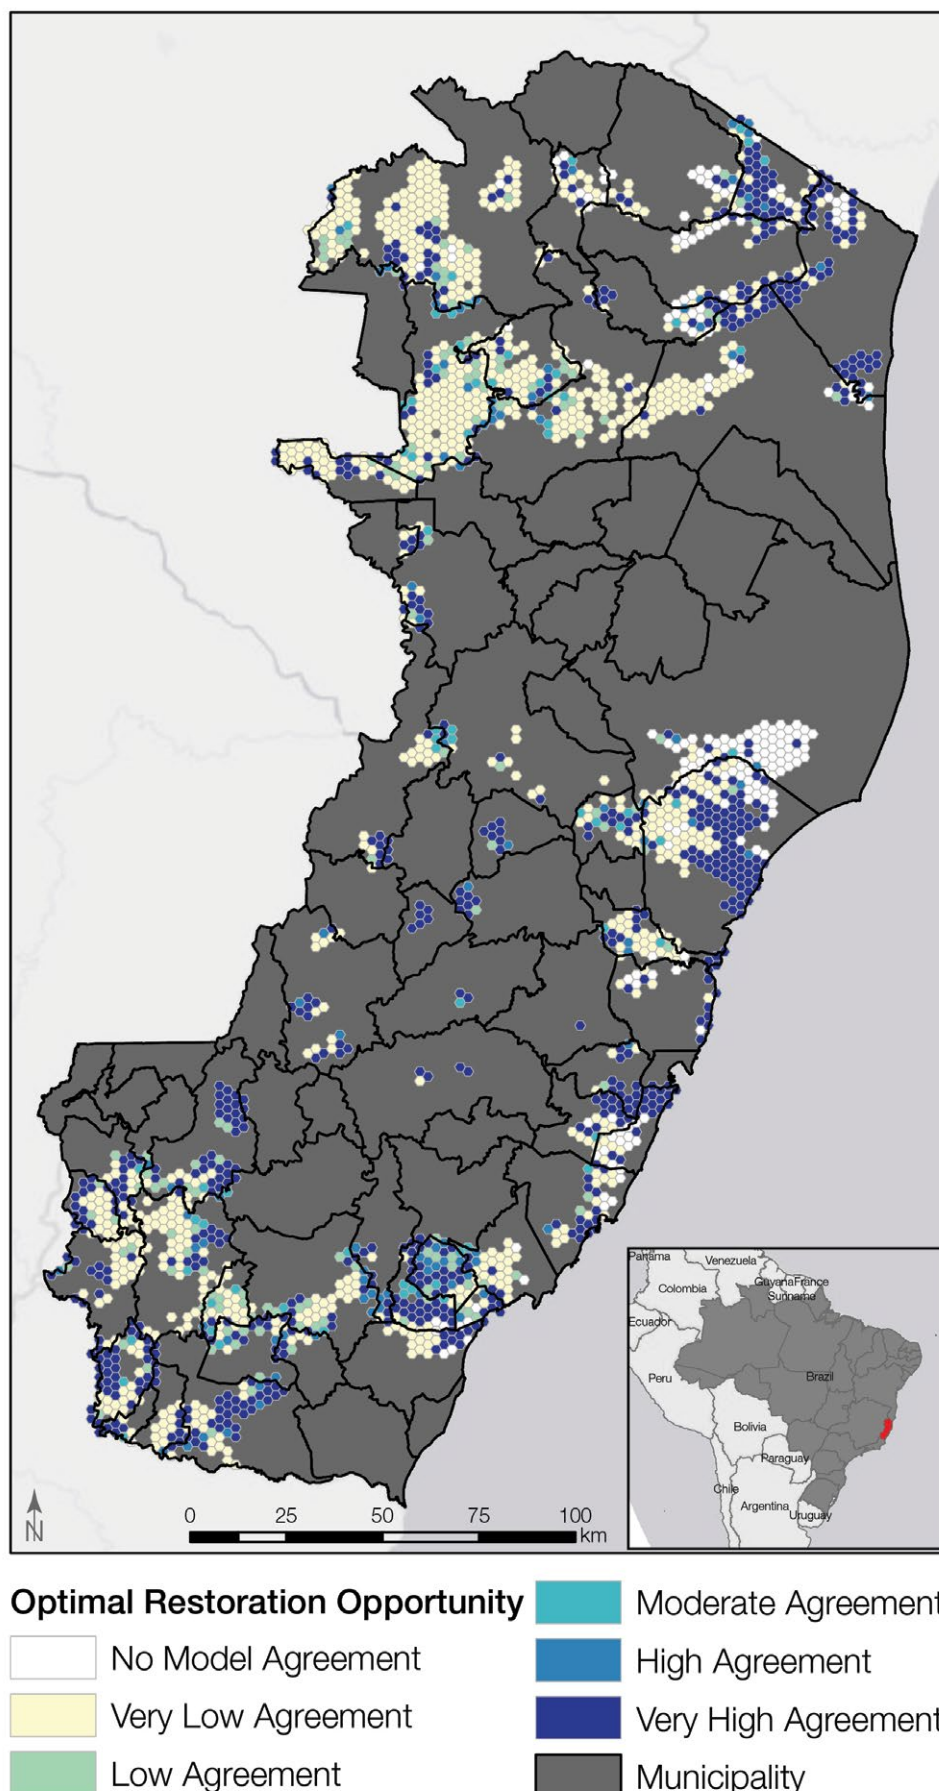 Panama
Venezuela
Guyana France
Suriname
Colombia
Ecuador
Peru
Brazil
Bolivia
Paraguay
Chile
Argentina
Uruguay
N
0 25 50 75 100
km
Optimal Restoration Opportunity
No Model Agreement
Very Low Agreement
Low Agreement
Moderate Agreement
High Agreement
Very High Agreement
Municipality